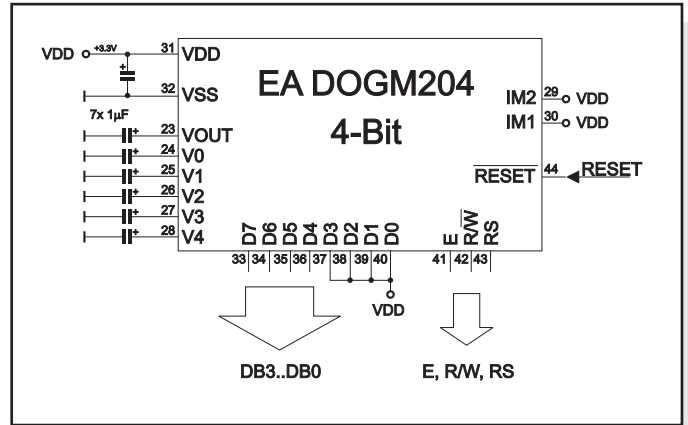 VDD +3.3V 31 VDD
EA DOGM204
4-Bit
32 VSS
7x 1µF
23 VOUT
24 V0
25 V1
26 V2
27 V3
28 V4
IM2 29 VDD
IM1 30 VDD
RESET 44 RESET
D7 D6 D5 D4 D3 D2 D1 D0
33 34 35 36 37 38 39 40
E R/W RS
41 42 43
VDD
DB3..DB0
E, R/W, RS